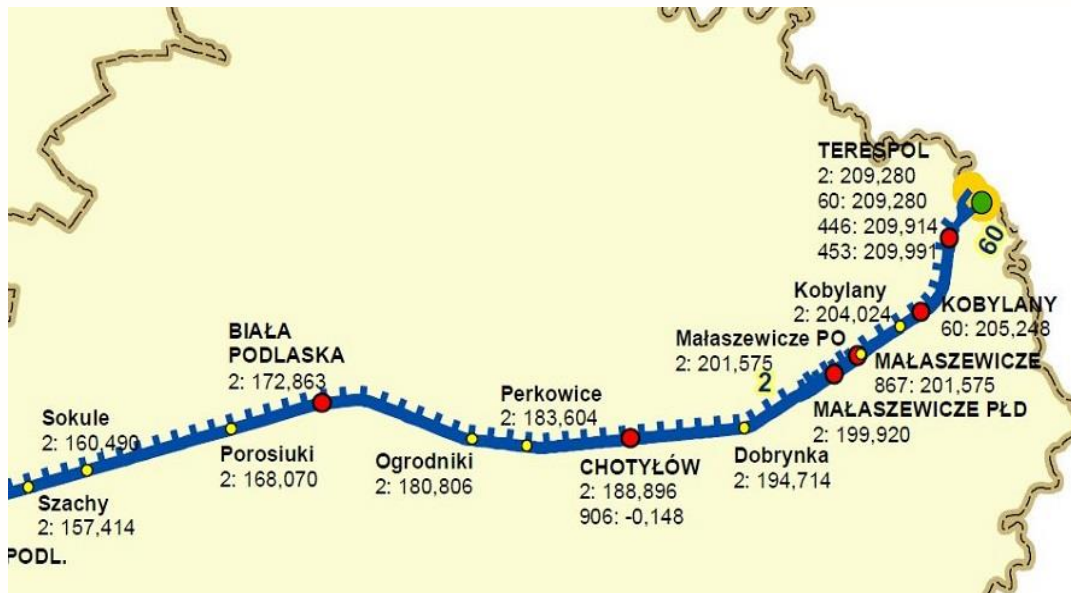 TERESPOL
2: 209,280
60: 209,280
446: 209,914
453: 209,991
60
Kobylany
2: 204,024
KOBYLANY
60: 205,248
Małaszewicze PO
2: 201,575
MAŁASZEWICZE
867: 201,575
MAŁASZEWICZE PŁD
2: 199,920
2
BIAŁA
PODLASKA
2: 172,863
Perkowice
2: 183,604
Sokule
2: 160,490
Porosiuki
2: 168,070
Ogrodniki
2: 180,806
CHOTYŁÓW
2: 188,896
906: -0,148
Dobrynka
2: 194,714
Szachy
2: 157,414
PODL.